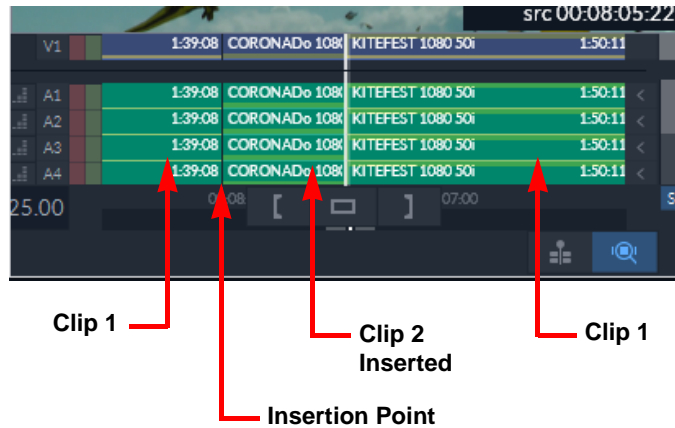 src 00:08:05:22
V1 1:39:08 CORONADo 108( KITEFEST 1080 50i 1:50:11
A1 1:39:08 CORONADo 108( KITEFEST 1080 50i 1:50:11 <
A2 1:39:08 CORONADo 108( KITEFEST 1080 50i 1:50:11 <
A3 1:39:08 CORONADo 108( KITEFEST 1080 50i 1:50:11 <
A4 1:39:08 CORONADo 108( KITEFEST 1080 50i 1:50:11 <
25.00 [ ] 07:00 S
Clip 1
Clip 2
Inserted
Clip 1
Insertion Point